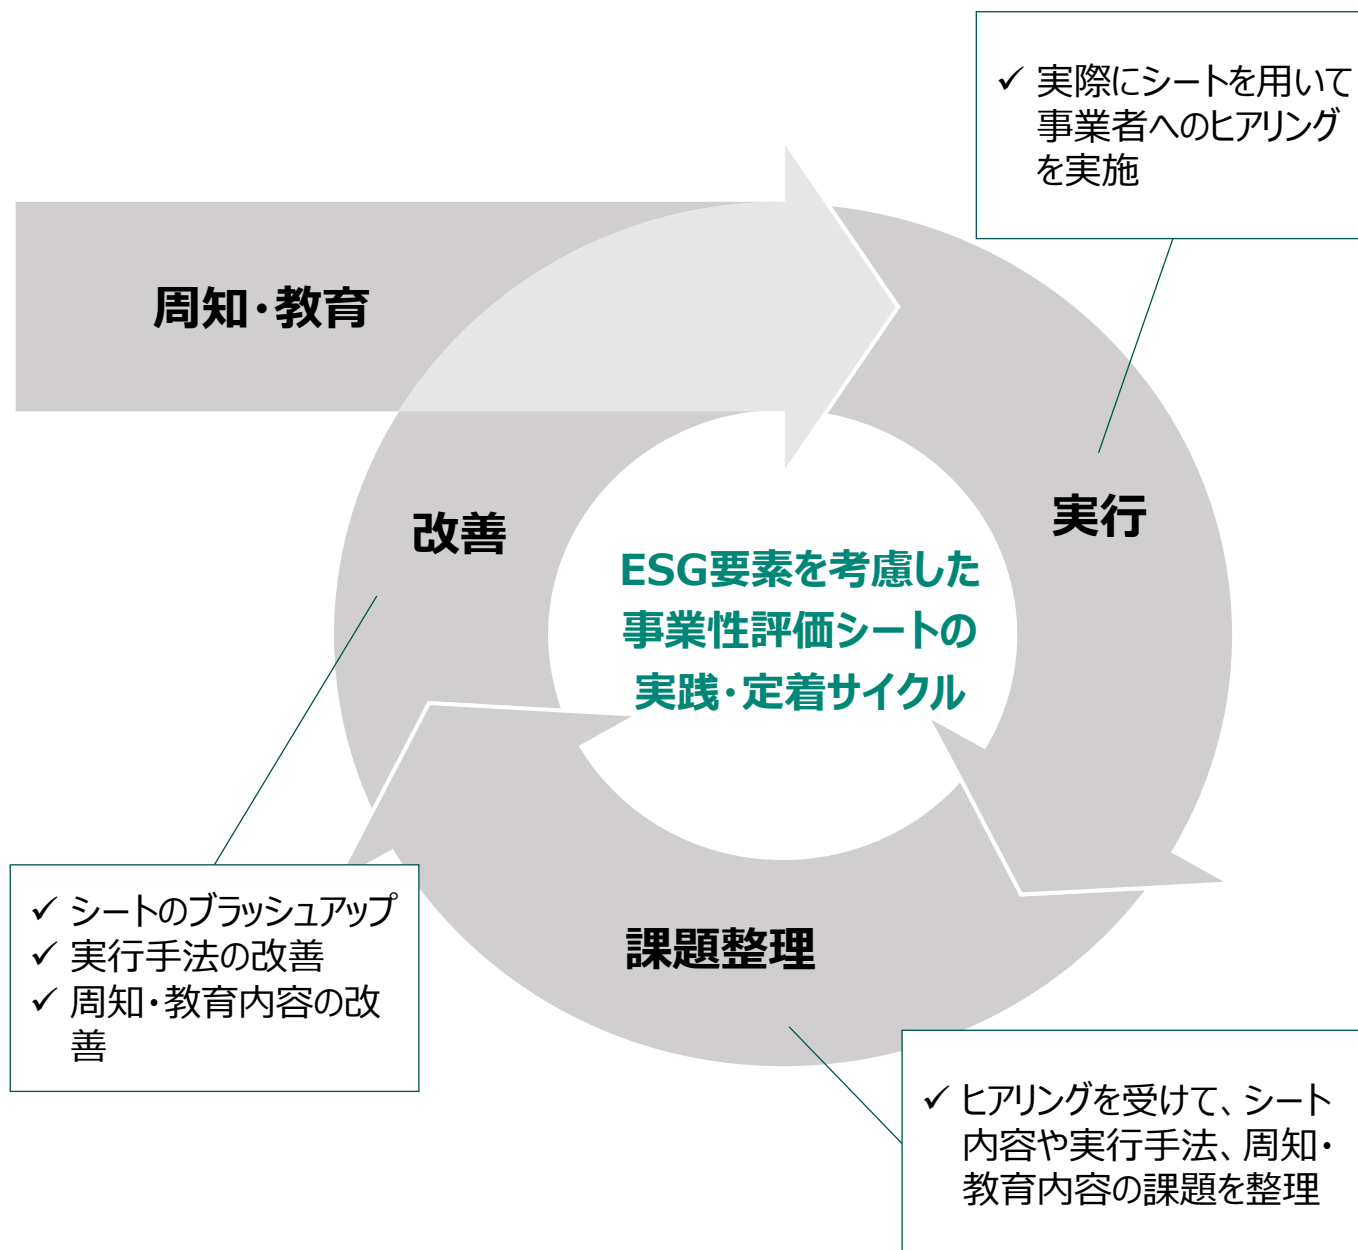 ✓ 実際にシートを用いて
事業者へのヒアリング
を実施
周知・教育
実行
改善
ESG要素を考慮した
事業性評価シートの
実践・定着サイクル
課題整理
✓ シートのブラッシュアップ
✓ 実行手法の改善
✓ 周知・教育内容の改
善
✓ ヒアリングを受けて、シート
内容や実行手法、周知・
教育内容の課題を整理